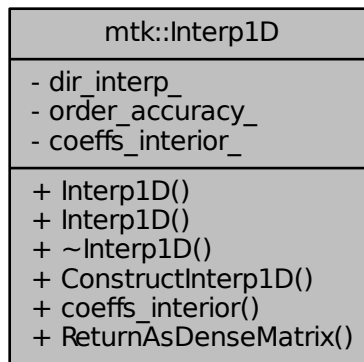 mtk::Interp1D
- dir_interp_
- order_accuracy_
- coeffs_interior_
+ Interp1D()
+ Interp1D()
+ ~Interp1D()
+ ConstructInterp1D()
+ coeffs_interior()
+ ReturnAsDenseMatrix()